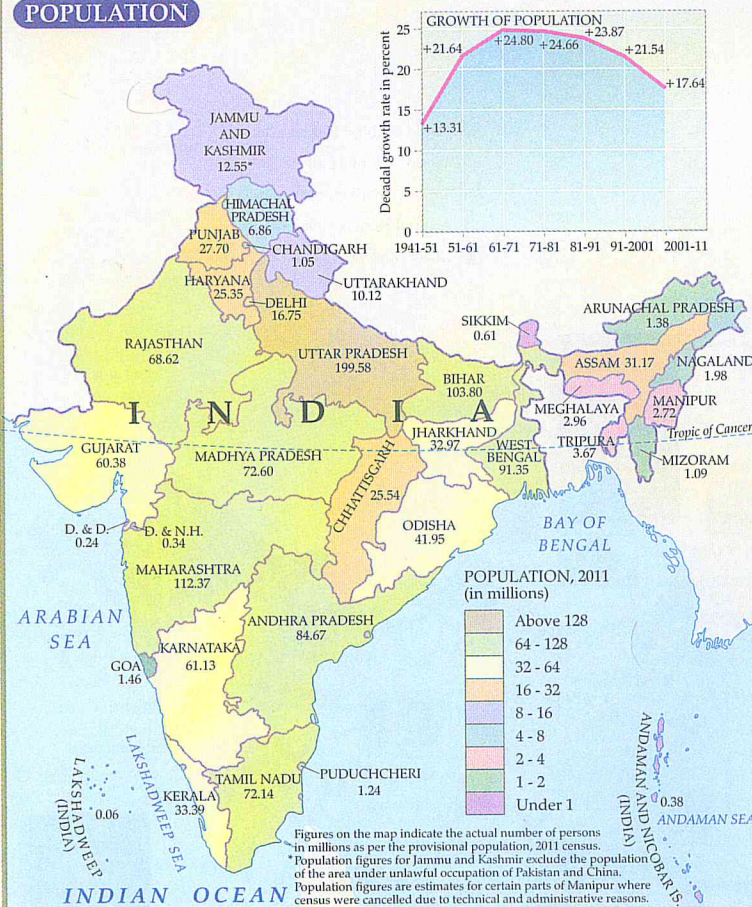 POPULATION
GROWTH OF POPULATION
Decadal growth rate in percent
25
20
15
10
5
0
+13.31
+21.64
+24.80
+24.66
+23.87
+21.54
+17.64
1941-51 51-61 61-71 71-81 81-91 91-2001 2001-11
JAMMU
AND
KASHMIR
12.55*
HIMACHAL
PRADESH
6.86
PUNJAB
27.70
CHANDIGARH
1.05
UTTARAKHAND
10.12
HARYANA
25.35
DELHI
16.75
RAJASTHAN
68.62
UTTAR PRADESH
199.58
SIKKIM
0.61
ARUNACHAL PRADESH
1.38
ASSAM 31.17
NAGALAND
1.98
BIHAR
103.80
MEGHALAYA
2.96
MANIPUR
2.72
INDIA
Tropic of Cancer
GUJARAT
60.38
MADHYA PRADESH
72.60
JHARKHAND
32.97
WEST
BENGAL
91.35
TRIPURA
3.67
MIZORAM
1.09
CHHATTISGARH
25.54
ODISHA
41.95
D. & D.
0.24
D. & N.H.
0.34
MAHARASHTRA
112.37
BAY OF
BENGAL
ARABIAN
SEA
ANDHRA PRADESH
84.67
KARNATAKA
61.13
GOA
1.46
POPULATION, 2011
(in millions)
Above 128
64 - 128
32 - 64
16 - 32
8 - 16
4 - 8
2 - 4
1 - 2
Under 1
LAKSHADWEEP
(INDIA)
0.06
LAKSHADWEEP SEA
KERALA
33.39
TAMIL NADU
72.14
PUDUCHCHERI
1.24
ANDAMAN AND NICOBAR IS.
(INDIA)
0.38
ANDAMAN SEA
INDIAN OCEAN
Figures on the map indicate the actual number of persons
in millions as per the provisional population, 2011 census.
*Population figures for Jammu and Kashmir exclude the population
of the area under unlawful occupation of Pakistan and China.
Population figures are estimates for certain parts of Manipur where
census were cancelled due to technical and administrative reasons.